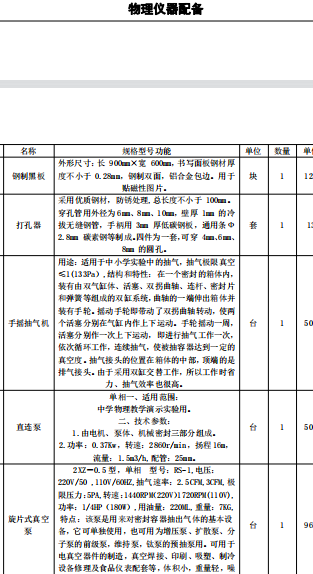 物理仪器配备
名称 规格型号功能 单位 数量 单
钢制黑板
外形尺寸：长 900mm×宽 600mm，书写面板钢材厚
度不小于 0.28mm，钢制双面，铝合金包边。用于
贴磁性图片。
块 1 12
打孔器
采用优质钢材，防锈处理，总长度不小于 100mm。
穿孔管用外径为6mm、8mm、10mm，壁厚 1mm 的冷
拔无缝钢管，手柄用 3mm 厚低碳钢板，通用条Φ
2.8mm 碳素钢等制成。四件为一套，可穿 4mm、6mm、
8mm 的圆孔。
套 1 13
手摇抽气机
用途：适用于中小学实验中的抽气，抽气极限真空
≤1(133Pa)，结构和特性：在一个密封的箱体内，
装有由双气缸体、活塞、双拐曲轴、连杆、密封片
和弹簧等组成的双缸系统，曲轴的一端伸出箱体并
装有手轮。摇动手轮即带动了双拐曲轴转动，使两
个活塞分别在气缸内作上下运动。手轮摇动一周，
活塞分别作一次上下运动，即进行抽气工作一次，
依次循环工作，连续抽气，使被抽容器达到一定的
真空度。抽气接头的位置在箱体的中部，顶端的是
排气接头。由于采用双缸交替工作，所以工作时省
力、抽气效率也很高。
台 1 50
直连泵
单相一、适用范围：
中学物理教学演示实验用。
二、技术参数：
1.由电机、泵体、机械密封三部分组成。
2.功率：0.37Kw，转速：2860r/min，扬程16m，
流量：1.5m3/h，配管：25mm。
台 1 50
旋片式真空
泵
2XZ－0.5 型，单相 型号：RS-1，电压：
220V/50 ,110V/60HZ,抽气速率：2.5CFM,3CFM，极
限压力:5PA,转速:1440RPM(220V)1720RPM(110V),
功率：1/4HP（180W）,用油量：220ML,重量:7KG,
特点：该泵是用来对密封容器抽出气体的基本设
备，它可单独使用，也可用为增压泵、扩散泵、分
子泵的前级泵，维持泵，钛泵的预抽泵用。可用于
电真空器件的制造，真空焊接、印刷、吸塑、制冷
设备修理及食品仪表配套等，体积小，重量轻，噪
台 1 96